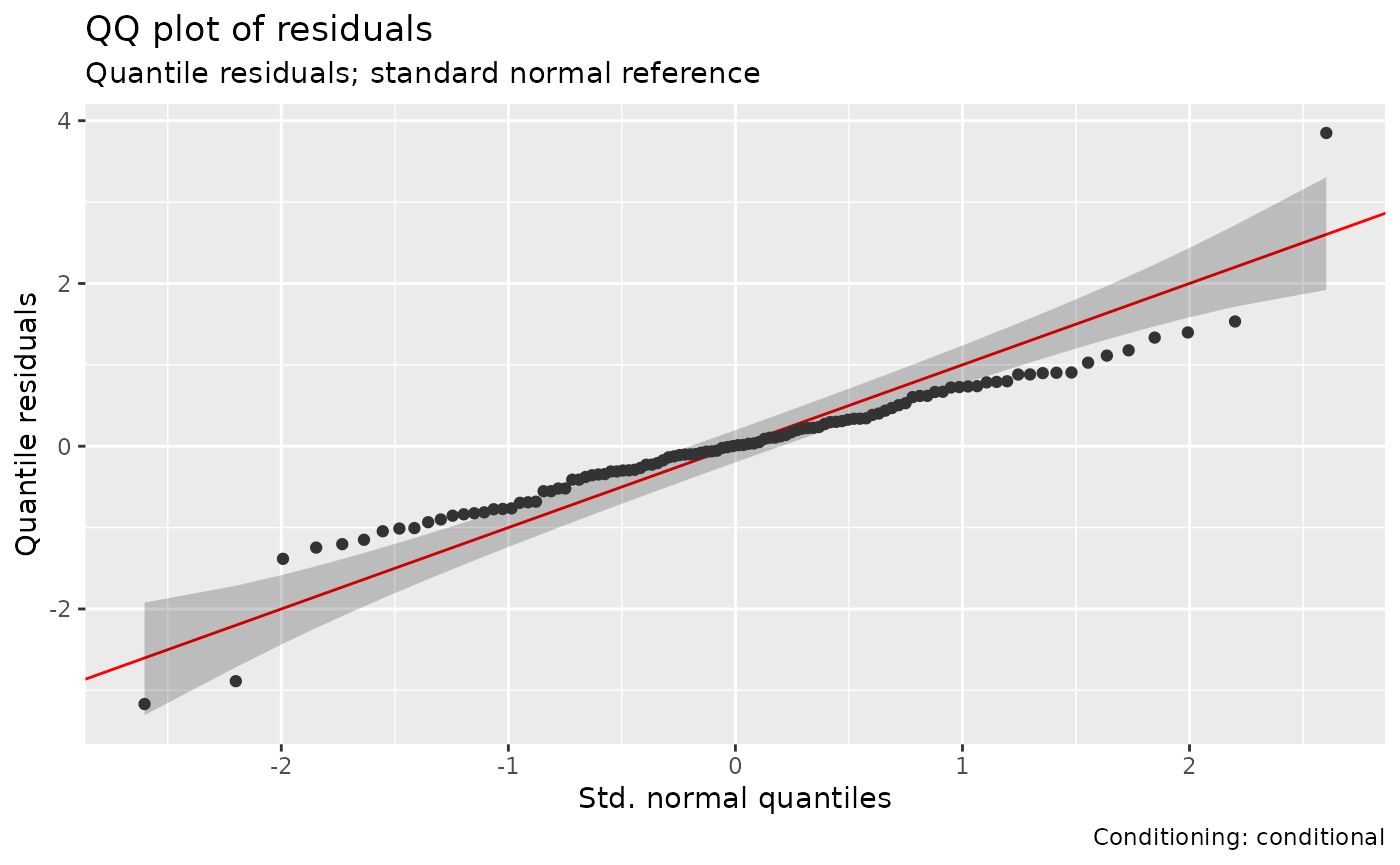 QQ plot of residuals
Quantile residuals; standard normal reference
4
2
0
-2
Quantile residuals
-2
-1
0
1
2
Std. normal quantiles
Conditioning: conditional